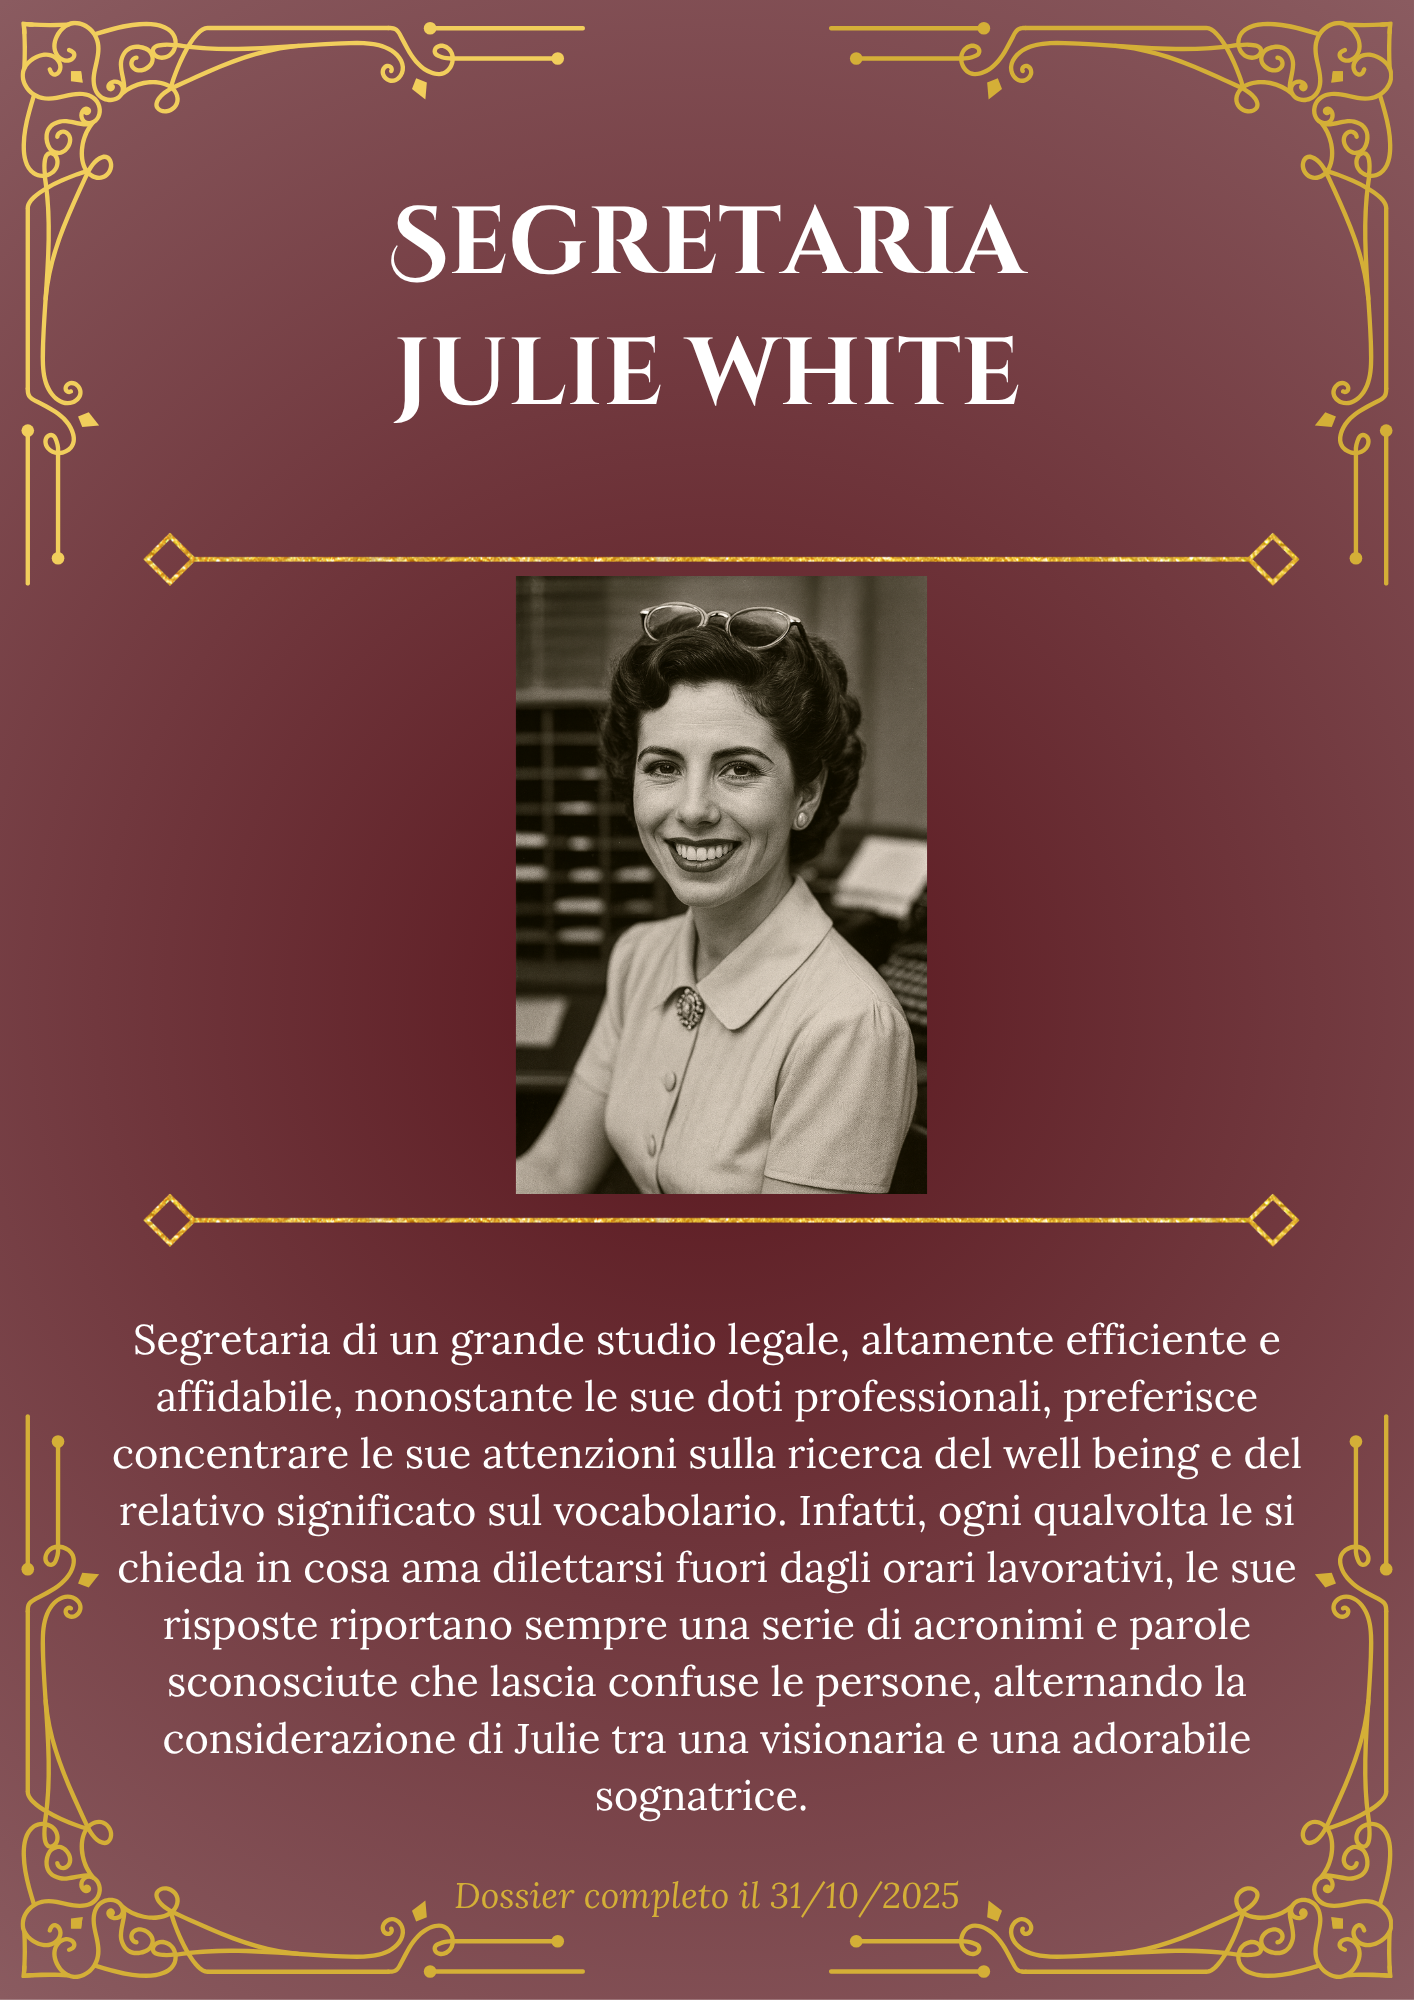 SEGRETARIA
JULIE WHITE
Segretaria di un grande studio legale, altamente efficiente e
affidabile, nonostante le sue doti professionali, preferisce
concentrare le sue attenzioni sulla ricerca del well being e del
relativo significato sul vocabolario. Infatti, ogni qualvolta le si
chieda in cosa ama dilettarsi fuori dagli orari lavorativi, le sue
risposte riportano sempre una serie di acronimi e parole
sconosciute che lascia confuse le persone, alternando la
considerazione di Julie tra una visionaria e una adorabile
sognatrice.
Dossier completo il 31/10/2025